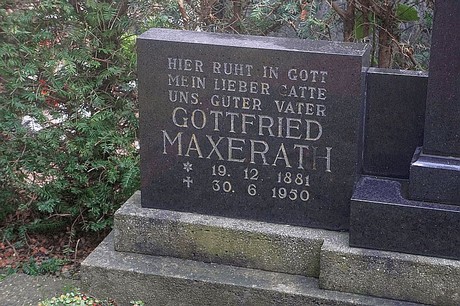 HIER RUHT IN GOTT
MEIN LIEBER GATTE
UNS. GUTER VATER
GOTTFRIED
MAXERATH
* 19. 12. 1881
✝ 30. 6. 1950